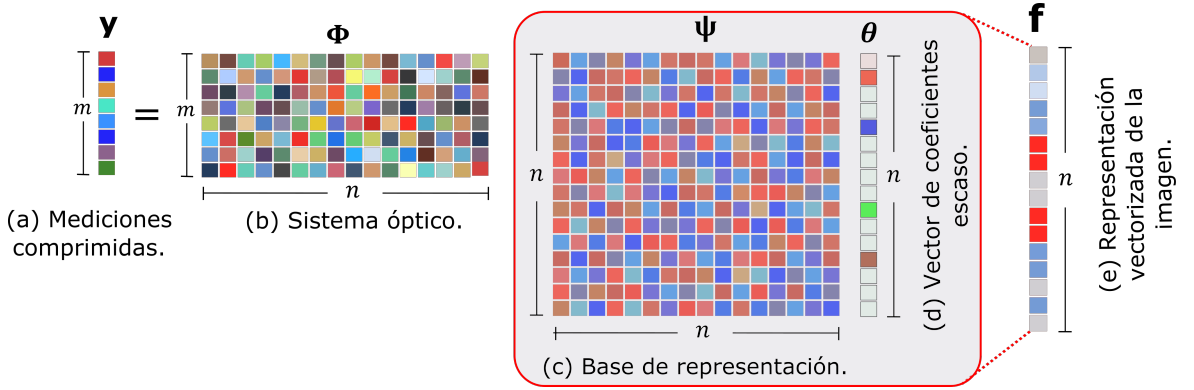 y
m
=
(a) Mediciones
comprimidas.
Φ
m
n
(b) Sistema óptico.
Ψ
n
n
(c) Base de representación.
θ
n
(d) Vector de coeficientes
escaso.
f
n
(e) Representación
vectorizada de la
imagen.